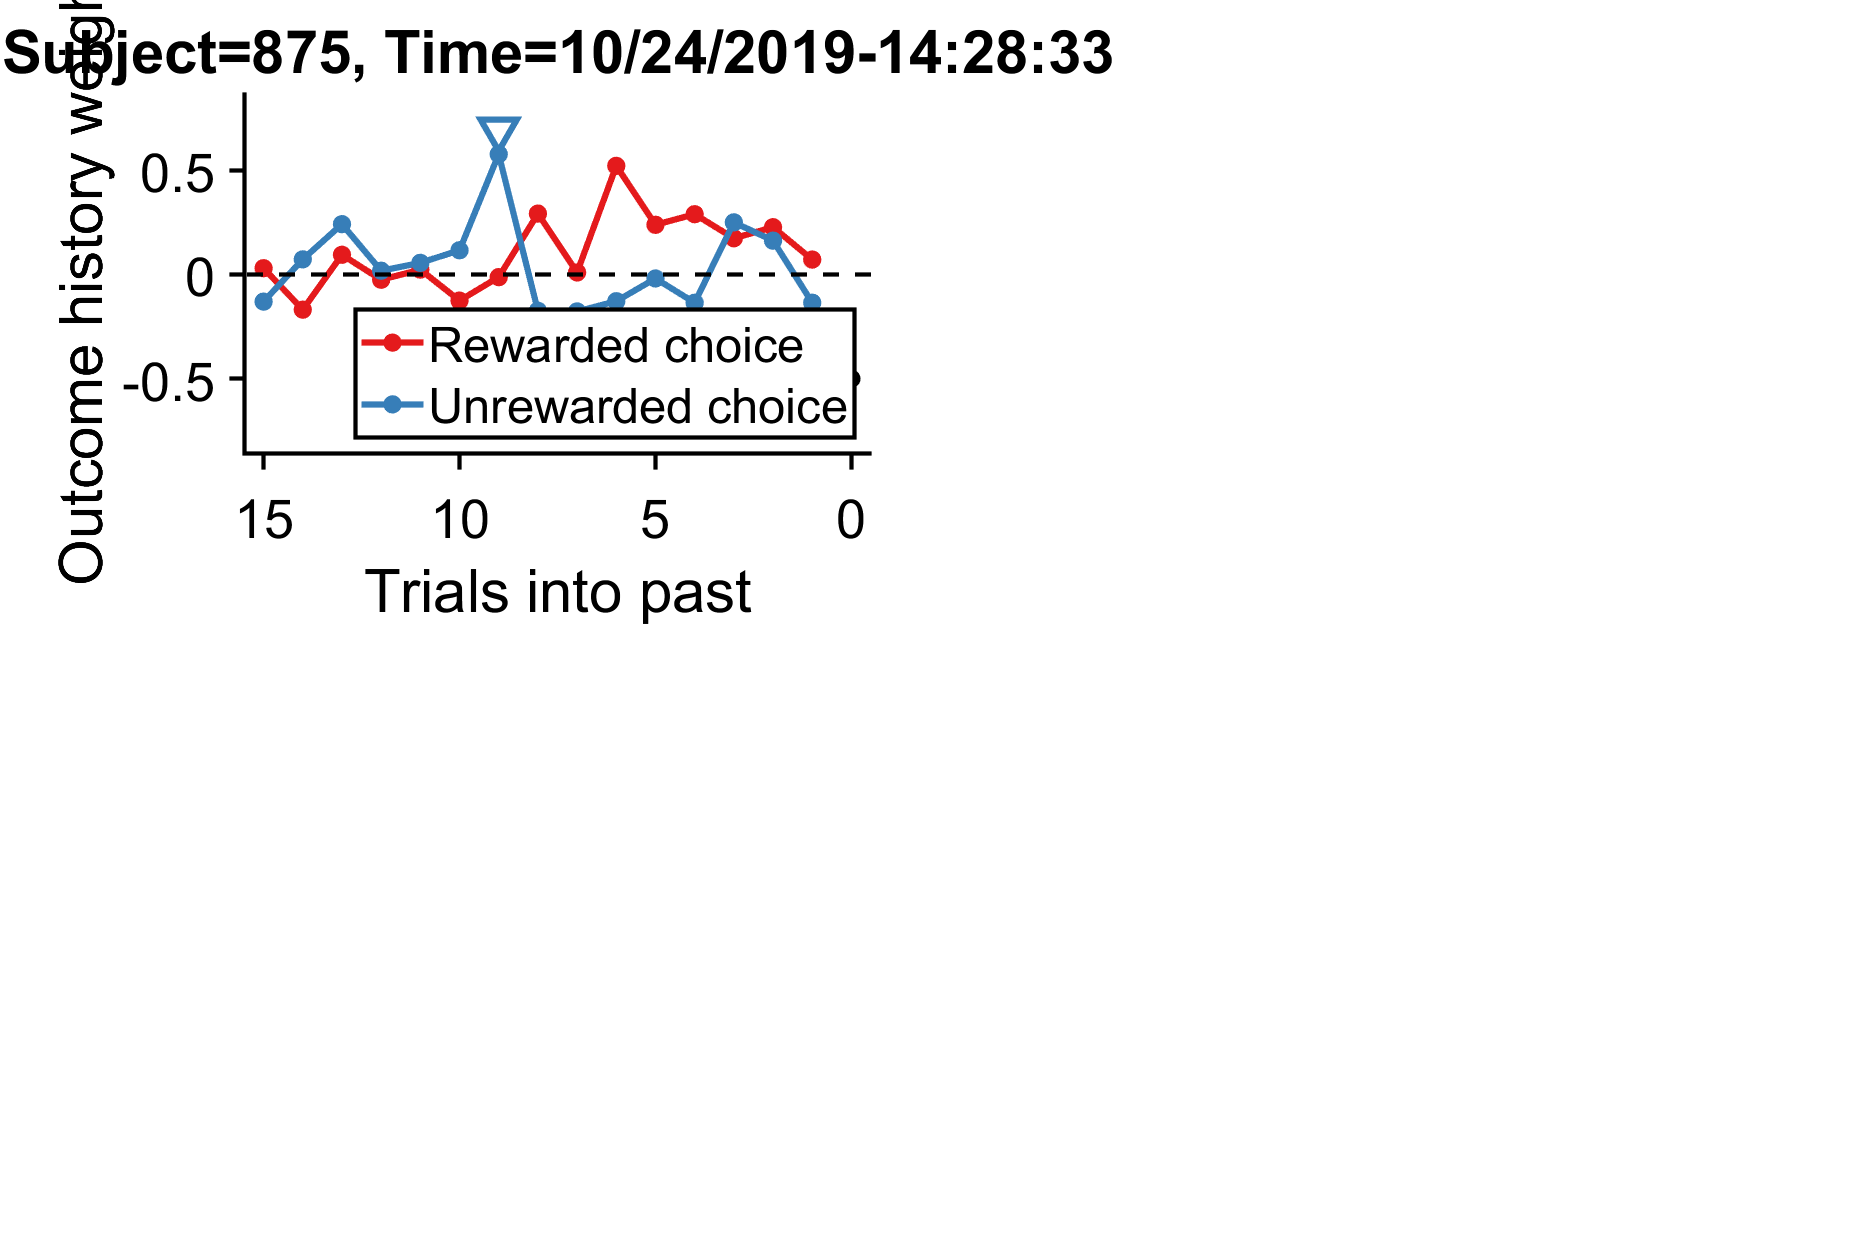 Subject=875, Time=10/24/2019-14:28:33
Outcome history
0.5
0
-0.5
Rewarded choice
Unrewarded choice
15 10 5 0
Trials into past